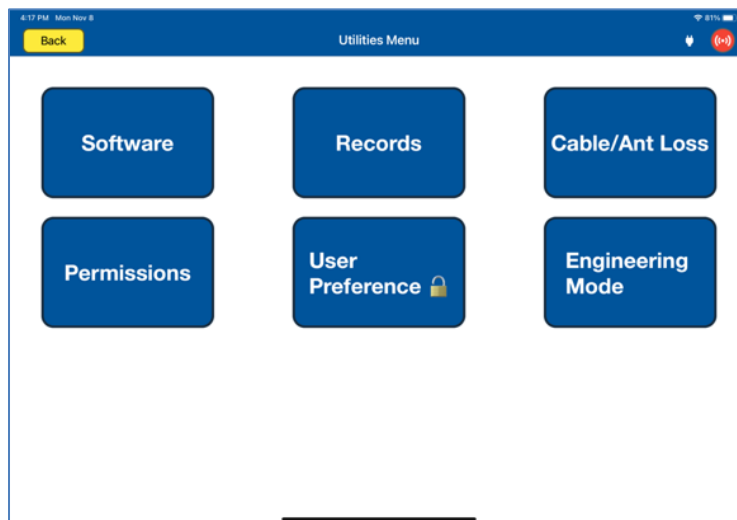 4:17 PM Mon Nov 8
81%
Back
Utilities Menu
Software
Records
Cable/Ant Loss
Permissions
User
Preference
Engineering
Mode